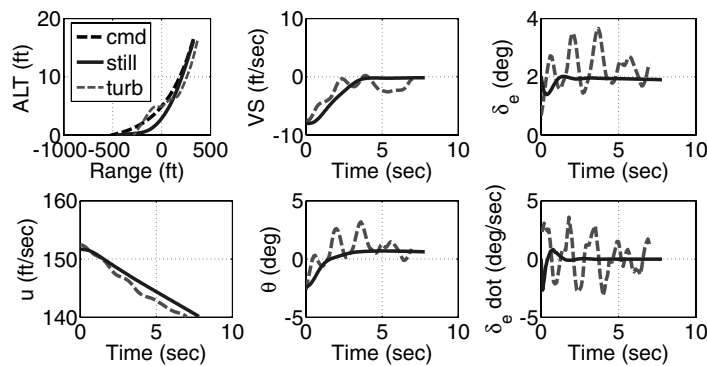 20
10
0
ALT (ft)
cmd
still
turb
-1000-500 0 500
Range (ft)
10
0
-10
VS (ft/sec)
0 5 10
Time (sec)
4
2
0
δe (deg)
0 5 10
Time (sec)
160
150
140
u (ft/sec)
0 5 10
Time (sec)
5
0
-5
θ (deg)
0 5 10
Time (sec)
5
0
-5
δe dot (deg/sec)
0 5 10
Time (sec)